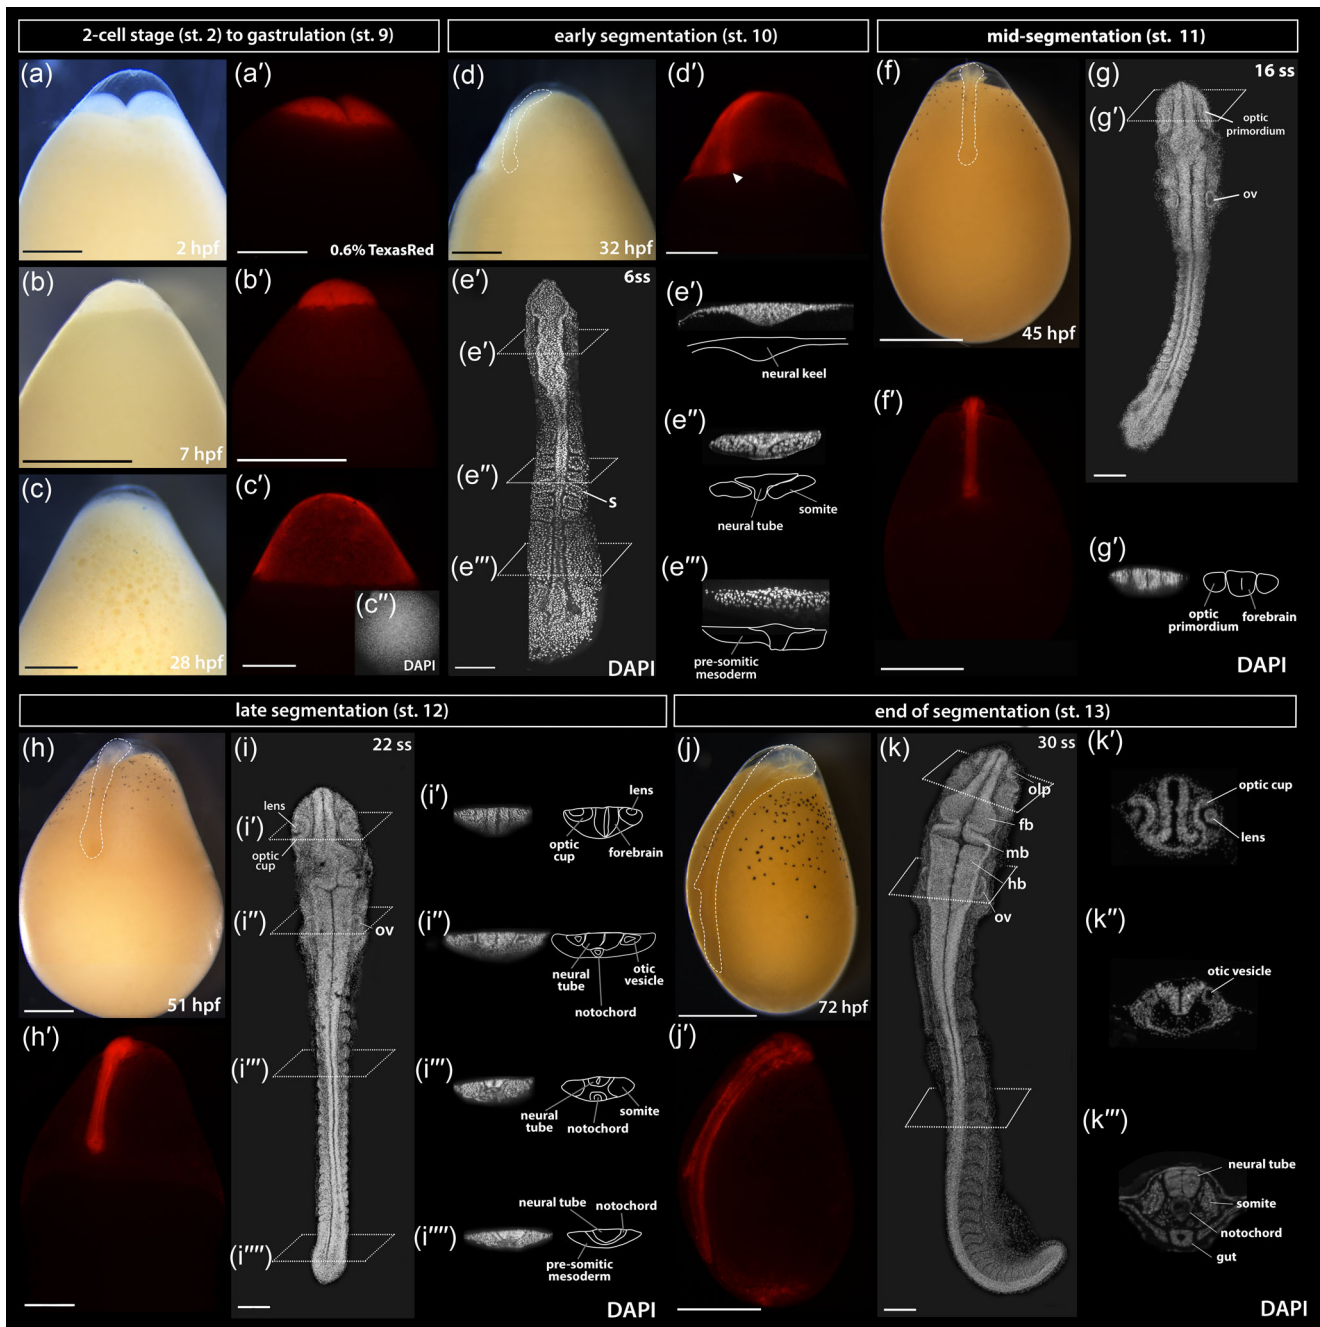 2-cell stage (st. 2) to gastrulation (st. 9)
early segmentation (st. 10)
mid-segmentation (st. 11)
(a)
2 hpf
(a′)
0.6% TexasRed
(b)
7 hpf
(b′)
(c)
28 hpf
(c′)
(c″)
DAPI
(d)
32 hpf
(d′)
(e′)
6ss
(e′)
(e″)
s
(e‴)
DAPI
(e′)
neural keel
(e″)
neural tube
somite
(e‴)
pre-somitic
mesoderm
(f)
45 hpf
(f′)
(g)
16 ss
(g′)
optic
primordium
ov
(g′)
optic
primordium
forebrain
DAPI
late segmentation (st. 12)
end of segmentation (st. 13)
(h)
51 hpf
(h′)
(i)
22 ss
lens
(i′)
optic
cup
(i″)
ov
(i‴)
(i⁗)
(i′)
lens
optic
cup
forebrain
(i″)
neural
tube
otic
vesicle
notochord
(i‴)
neural
tube
somite
notochord
(i⁗)
neural tube
notochord
pre-somitic
mesoderm
DAPI
(j)
72 hpf
(j′)
(k)
30 ss
olp
fb
mb
hb
ov
(k′)
optic cup
lens
(k″)
otic vesicle
(k‴)
neural tube
somite
notochord
gut
DAPI